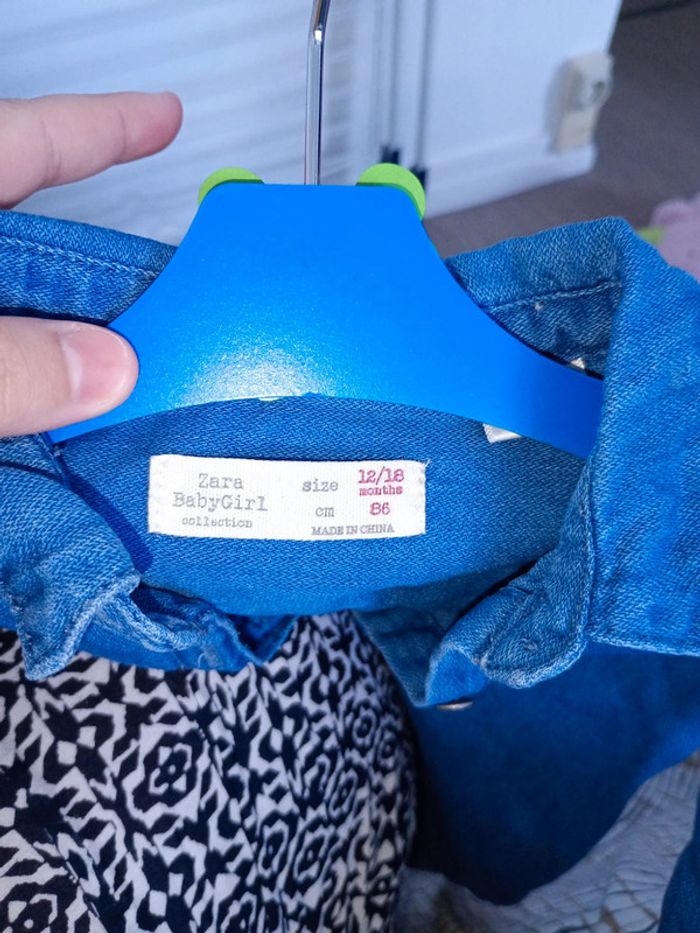 Zara
BabyGirl
collection
size 12/18
months
cm 86
MADE IN CHINA